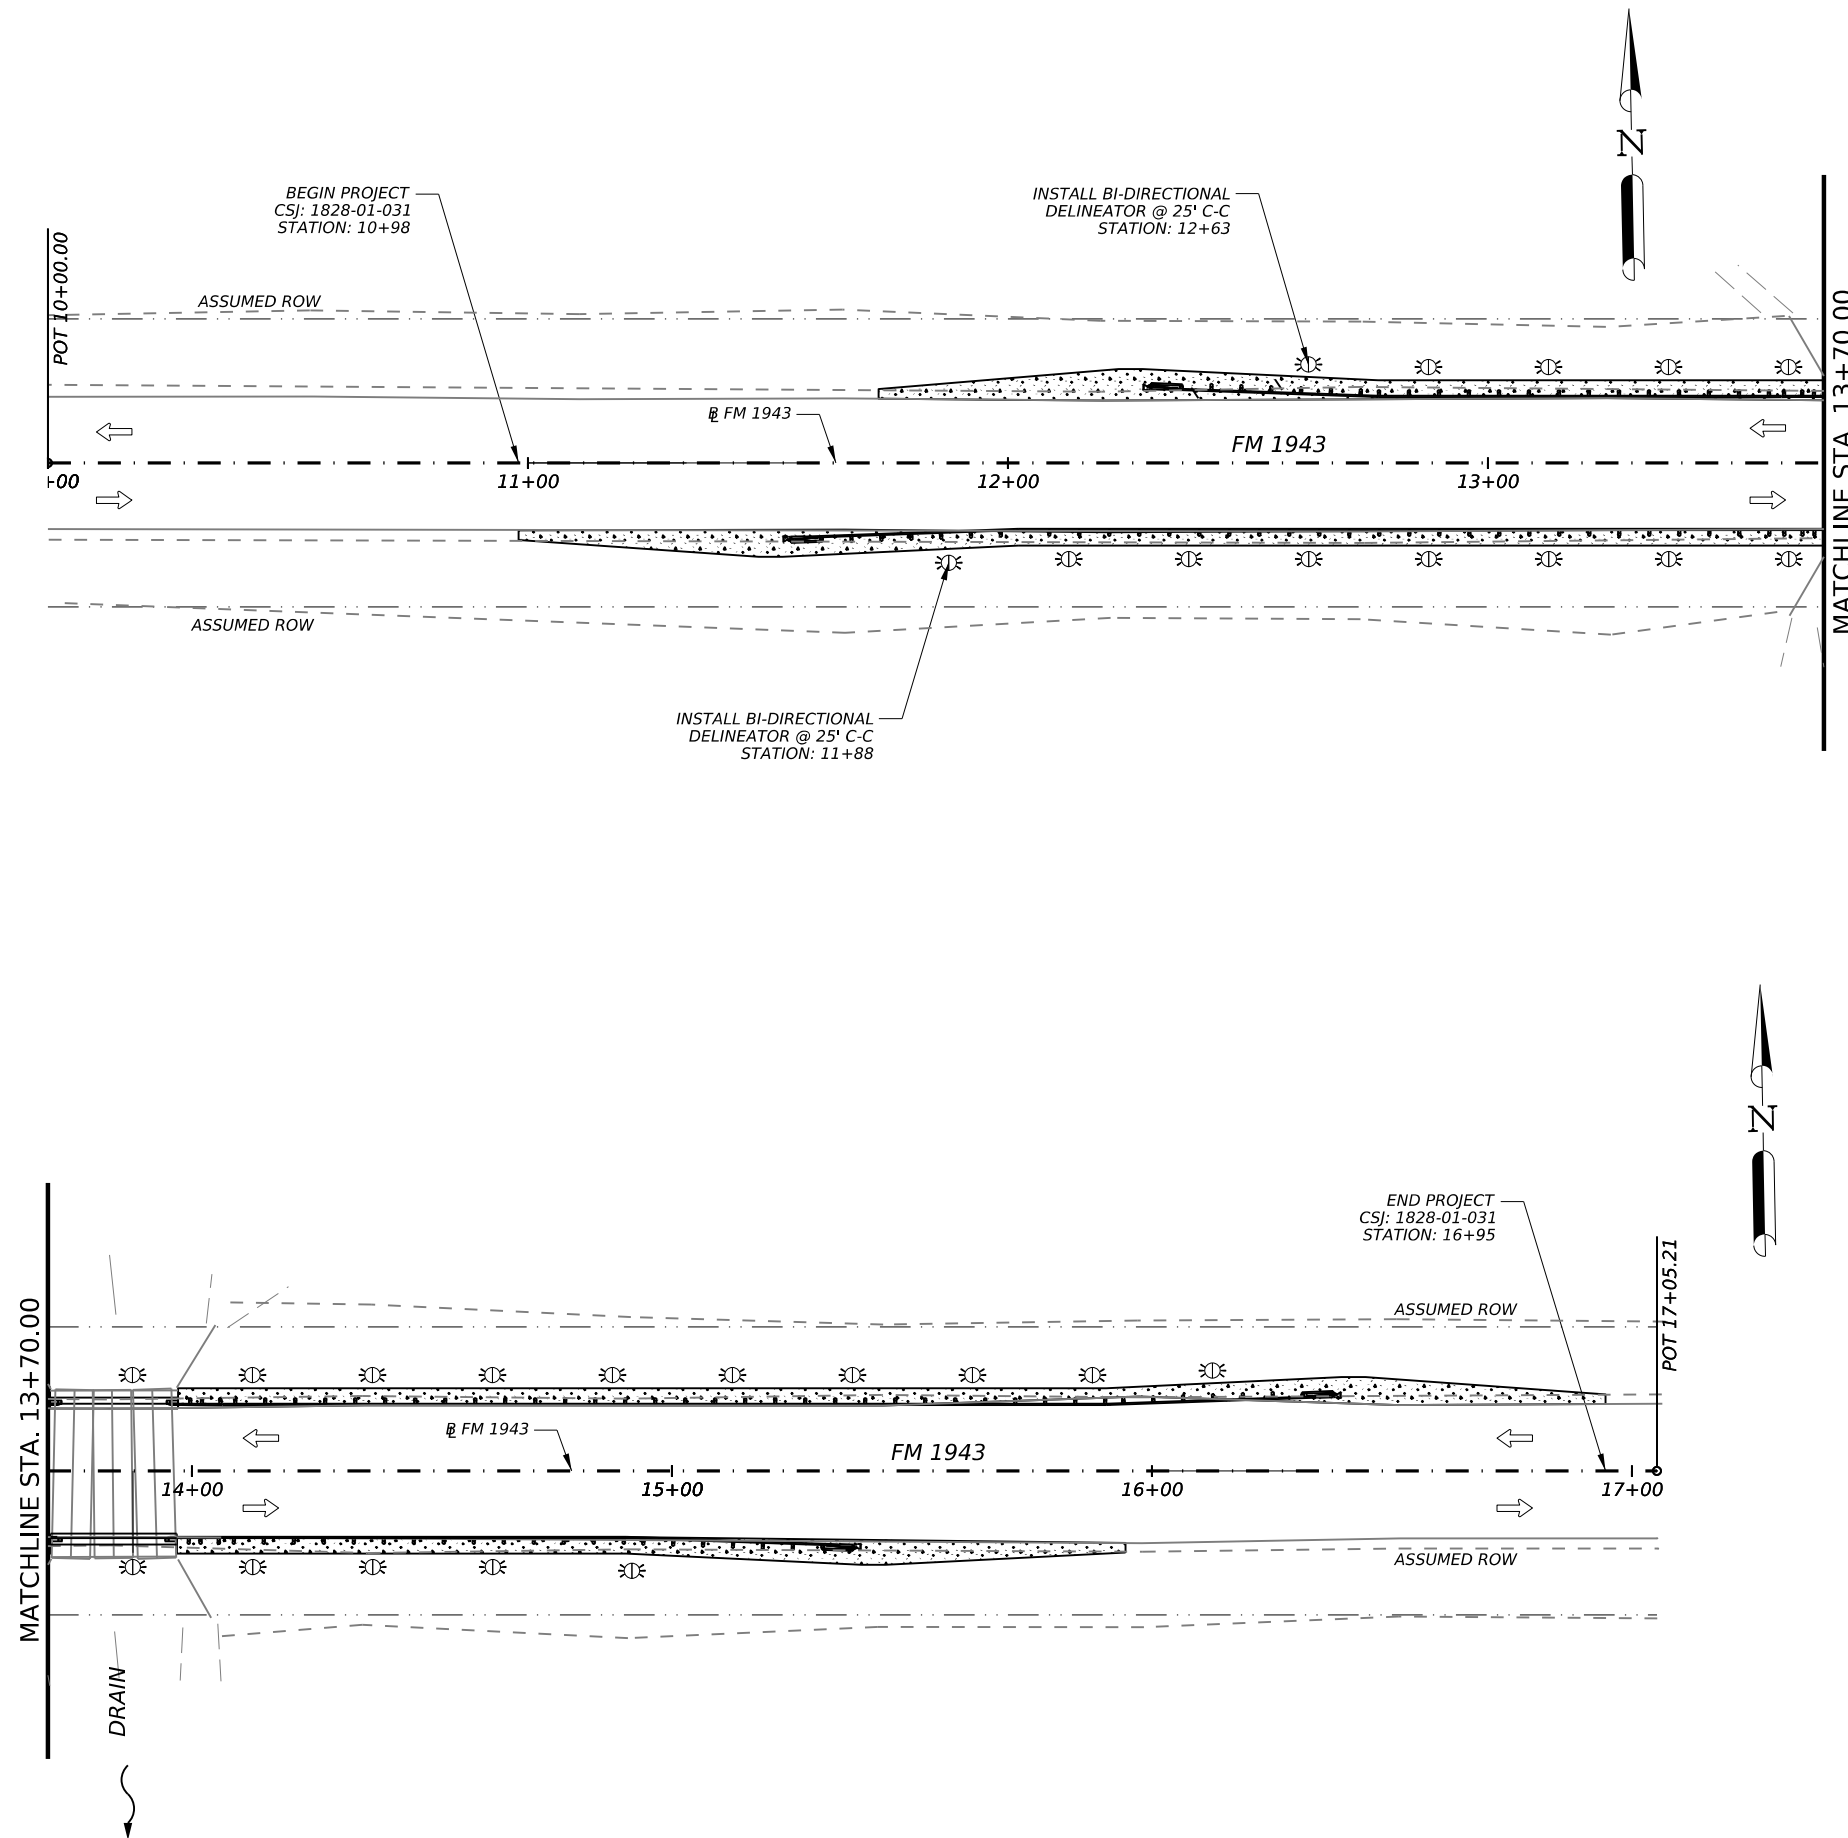 N
BEGIN PROJECT
CSJ: 1828-01-031
STATION: 10+98
INSTALL BI-DIRECTIONAL
DELINEATOR @ 25' C-C
STATION: 12+63
POT 10+00.00
ASSUMED ROW
MATCHLINE STA. 13+70.00
BL FM 1943
FM 1943
+00
11+00
12+00
13+00
ASSUMED ROW
INSTALL BI-DIRECTIONAL
DELINEATOR @ 25' C-C
STATION: 11+88
N
END PROJECT
CSJ: 1828-01-031
STATION: 16+95
POT 17+05.21
MATCHLINE STA. 13+70.00
ASSUMED ROW
BL FM 1943
FM 1943
14+00
15+00
16+00
17+00
ASSUMED ROW
DRAIN